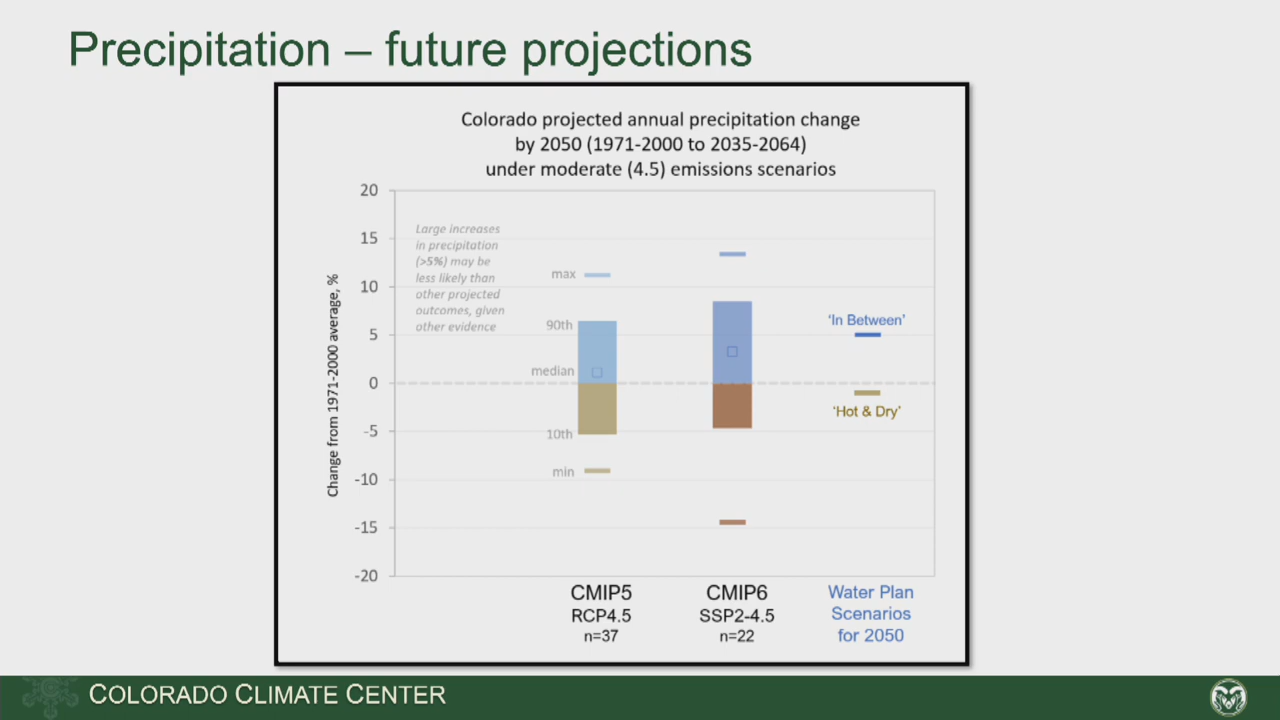 Precipitation – future projections
Colorado projected annual precipitation change
by 2050 (1971-2000 to 2035-2064)
under moderate (4.5) emissions scenarios
Change from 1971-2000 average, %
20
15
10
5
0
-5
-10
-15
-20
Large increases
in precipitation
(>5%) may be
less likely than
other projected
outcomes, given
other evidence
max
90th
median
10th
min
‘In Between’
‘Hot & Dry’
CMIP5
RCP4.5
n=37
CMIP6
SSP2-4.5
n=22
Water Plan
Scenarios
for 2050
COLORADO CLIMATE CENTER